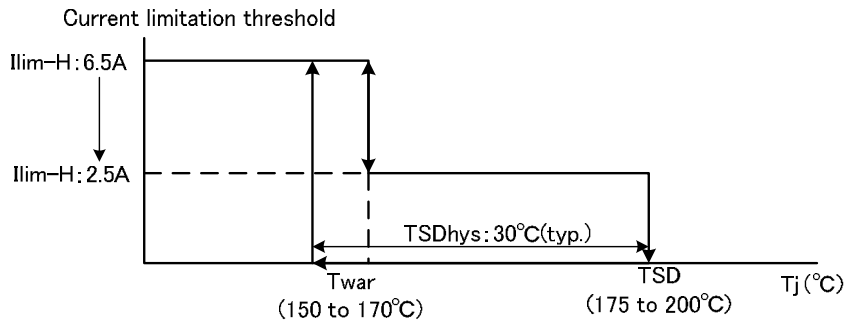 Current limitation threshold
Ilim-H:6.5A
Ilim-H:2.5A
TSDhys:30℃(typ.)
Twar
(150 to 170℃)
TSD
(175 to 200℃)
Tj(℃)